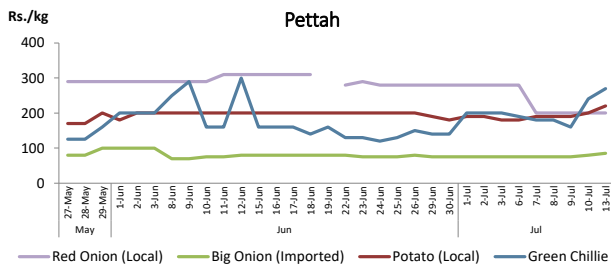 Rs./kg
Pettah
400
300
200
100
0
27-May 28-May 29-May 1-Jun 2-Jun 3-Jun 8-Jun 9-Jun 10-Jun 11-Jun 12-Jun 15-Jun 16-Jun 17-Jun 18-Jun 19-Jun 22-Jun 23-Jun 24-Jun 25-Jun 26-Jun 29-Jun 30-Jun 1-Jul 2-Jul 3-Jul 6-Jul 7-Jul 8-Jul 9-Jul 10-Jul 13-Jul
May Jun Jul
Red Onion (Local) Big Onion (Imported) Potato (Local) Green Chillie